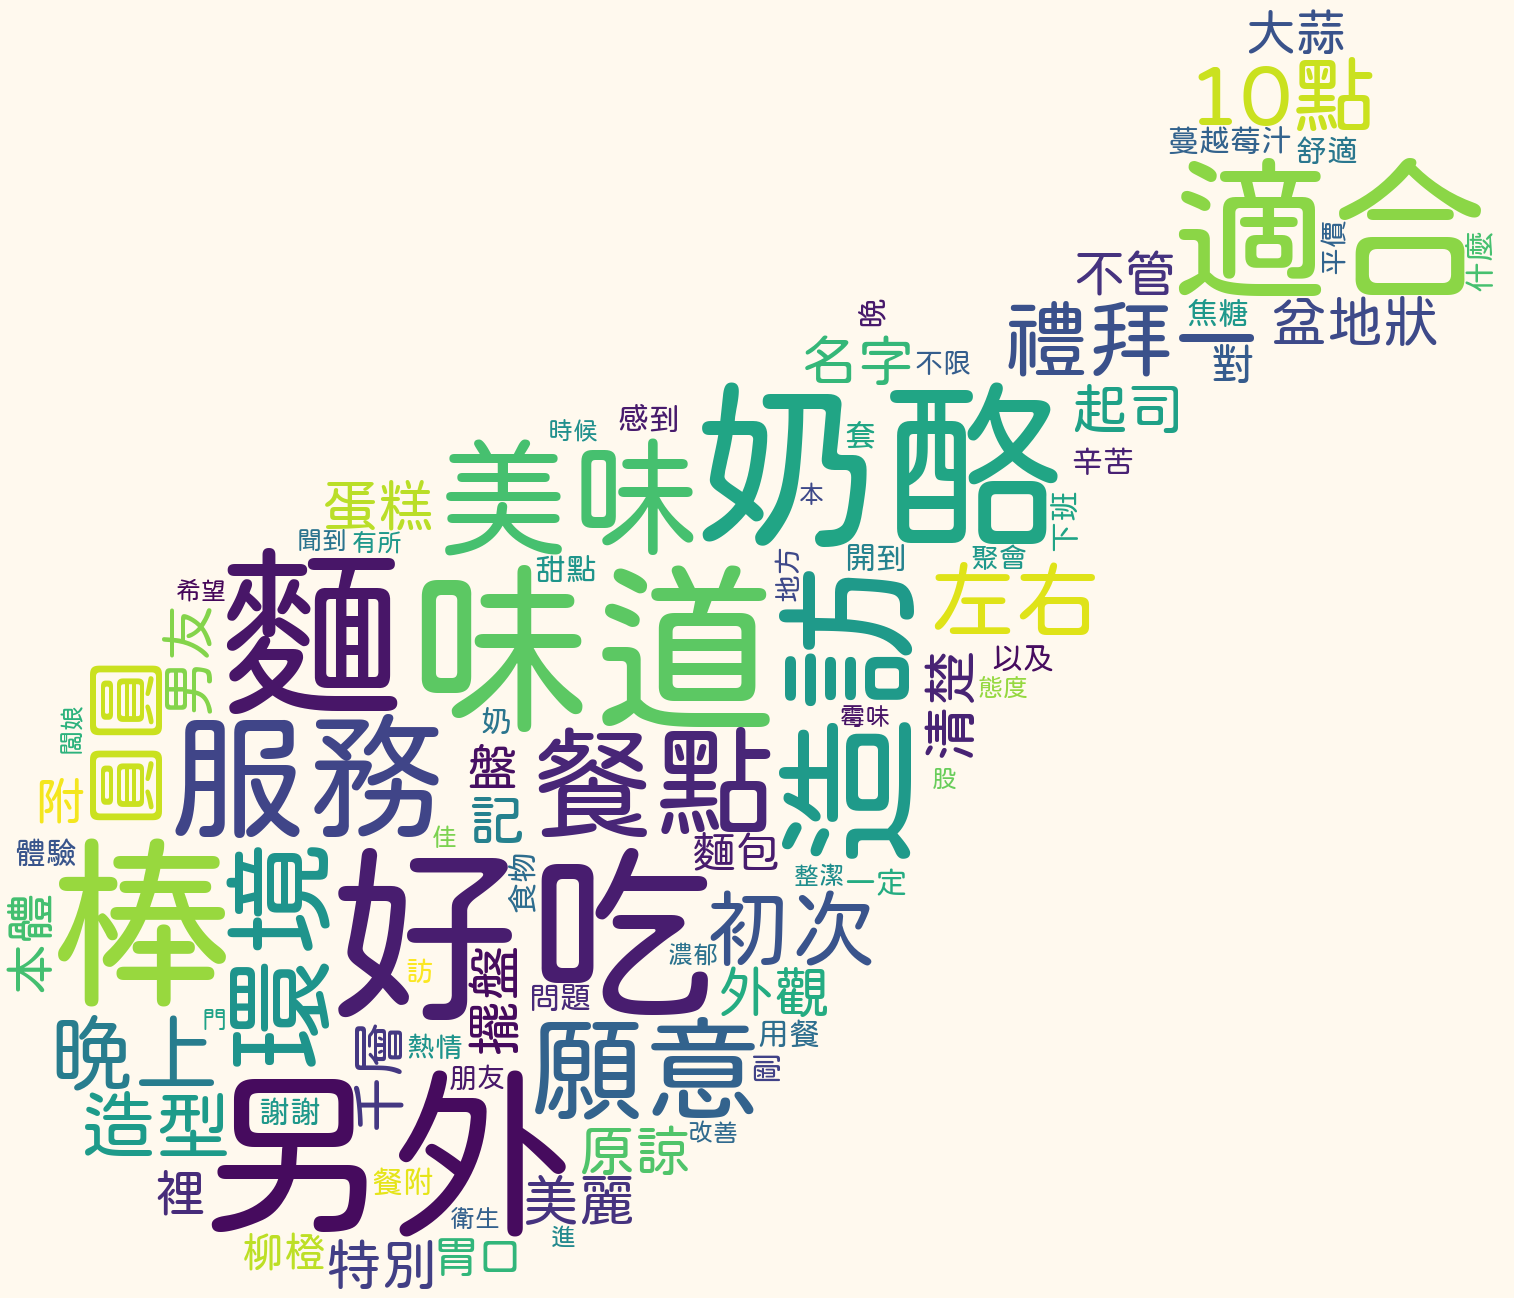 大蒜
10點
蔓越莓汁
舒適
適合
平價
什麼
不管
禮拜一
焦糖
盆地狀
對
晚
名字
不限
起司
奶酪
套
本
辛苦
下班
時候
感到
美味
蛋糕
聞到
有所
甜點
麵
希望
男友
味道
地方
開到
聚會
左右
造訪
以及
態度
清楚
霉味
股
圓圓
闆娘
附
服務
奶
盤
記
餐點
佳
體驗
棒
本體
環境
好吃
食物
麵包
整潔
一定
初次
濃郁
訪
擺盤
問題
外觀
用餐
門
晚上
千層
熱情
朋友
願意
剛
造型
另外
謝謝
改善
原諒
餐附
裡
美麗
衛生
進
柳橙
特別
胃口